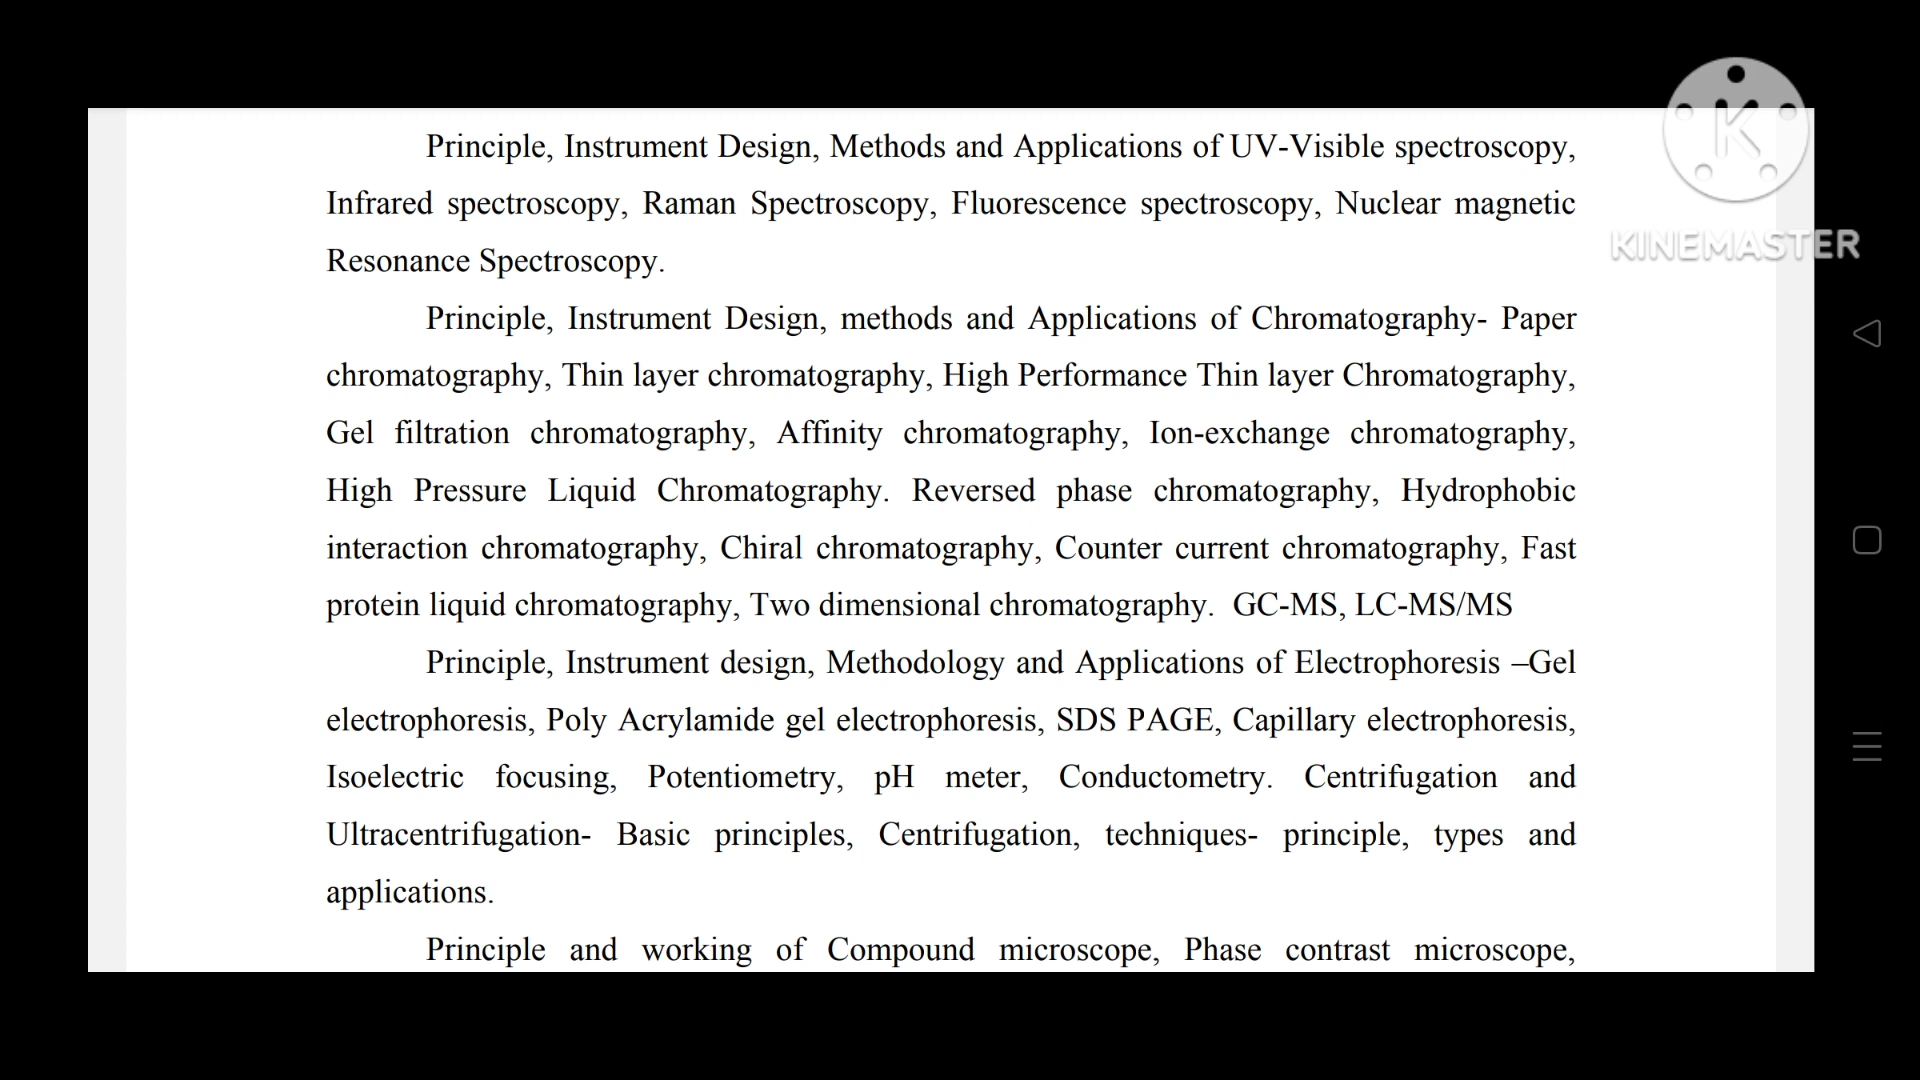 Principle, Instrument Design, Methods and Applications of UV-Visible spectroscopy,
Infrared spectroscopy, Raman Spectroscopy, Fluorescence spectroscopy, Nuclear magnetic
Resonance Spectroscopy.
Principle, Instrument Design, methods and Applications of Chromatography- Paper
chromatography, Thin layer chromatography, High Performance Thin layer Chromatography,
Gel filtration chromatography, Affinity chromatography, Ion-exchange chromatography,
High Pressure Liquid Chromatography. Reversed phase chromatography, Hydrophobic
interaction chromatography, Chiral chromatography, Counter current chromatography, Fast
protein liquid chromatography, Two dimensional chromatography.  GC-MS, LC-MS/MS
Principle, Instrument design, Methodology and Applications of Electrophoresis –Gel
electrophoresis, Poly Acrylamide gel electrophoresis, SDS PAGE, Capillary electrophoresis,
Isoelectric focusing, Potentiometry, pH meter, Conductometry. Centrifugation and
Ultracentrifugation- Basic principles, Centrifugation, techniques- principle, types and
applications.
Principle and working of Compound microscope, Phase contrast microscope,
K
KINEMASTER